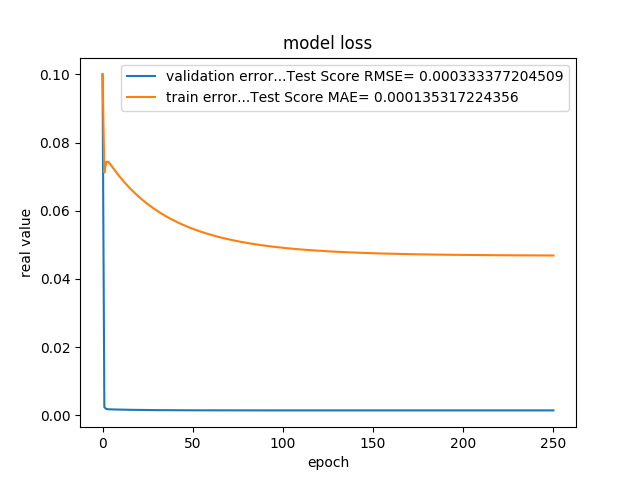 model loss
validation error...Test Score RMSE= 0.000333377204509
train error...Test Score MAE= 0.000135317224356
real value
0.10
0.08
0.06
0.04
0.02
0.00
0 50 100 150 200 250
epoch